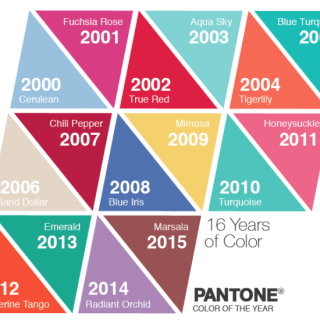 Fuchsia Rose
2001
Aqua Sky
2003
Blue Turq
200
2000
Cerulean
2002
True Red
2004
Tigerlily
Chili Pepper
2007
Mimosa
2009
Honeysuckle
2011
2006
Sand Dollar
2008
Blue Iris
2010
Turquoise
Emerald
2013
Marsala
2015
16 Years
of Color
12
erine Tango
2014
Radiant Orchid
PANTONE®
COLOR OF THE YEAR